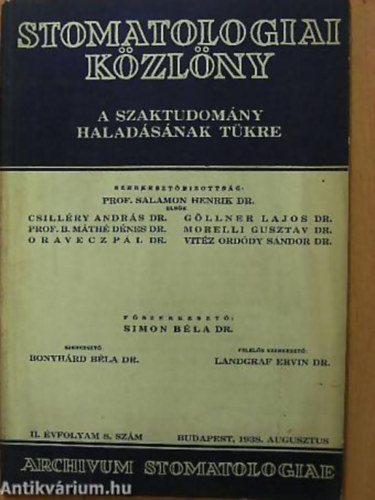 STOMATOLOGIAI
KÖZLÖNY
A SZAKTUDOMÁNY
HALADÁSÁNAK TÜKRE
SZERKESZTŐBIZOTTSÁG:
PROF. SALAMON HENRIK DR.
ELNÖK
CSILLÉRY ANDRÁS DR. GÖLLNER LAJOS DR.
PROF. B. MÁTHÉ DÉNES DR. MORELLI GUSZTÁV DR.
ORAVECZ PÁL DR. VITÉZ ORDÓDY SÁNDOR DR.
FŐSZERKESZTŐ:
SIMON BÉLA DR.
SZERKESZTŐ: FELELŐS SZERKESZTŐ:
BONYHÁRD BÉLA DR. LANDGRAF ERVIN DR.
II. ÉVFOLYAM 8. SZÁM BUDAPEST, 1938. AUGUSZTUS
ARCHIVUM STOMATOLOGIAE
Antikvárium.hu